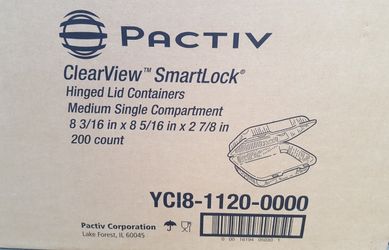 PACTIV
ClearView™ SmartLock®
Hinged Lid Containers
Medium Single Compartment
8 3/16 in x 8 5/16 in x 2 7/8 in
200 count
YCI8-1120-0000
Pactiv Corporation
Lake Forest, IL 60045